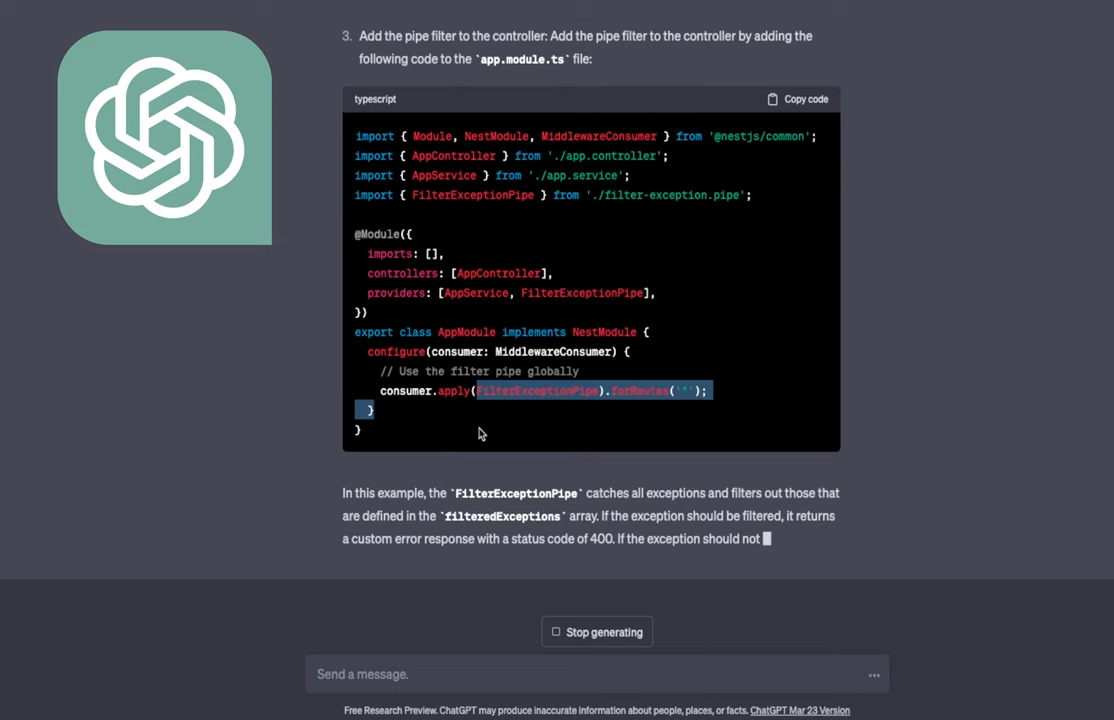 3. Add the pipe filter to the controller: Add the pipe filter to the controller by adding the
following code to the `app.module.ts` file:
typescript
Copy code
import { Module, NestModule, MiddlewareConsumer } from '@nestjs/common';
import { AppController } from './app.controller';
import { AppService } from './app.service';
import { FilterExceptionPipe } from './filter-exception.pipe';
@Module({
imports: [],
controllers: [AppController],
providers: [AppService, FilterExceptionPipe],
})
export class AppModule implements NestModule {
configure(consumer: MiddlewareConsumer) {
// Use the filter pipe globally
consumer.apply(FilterExceptionPipe).forRoutes('*');
}
}
In this example, the `FilterExceptionPipe` catches all exceptions and filters out those that
are defined in the `filteredExceptions` array. If the exception should be filtered, it returns
a custom error response with a status code of 400. If the exception should not
Stop generating
Send a message.
Free Research Preview. ChatGPT may produce inaccurate information about people, places, or facts. ChatGPT Mar 23 Version